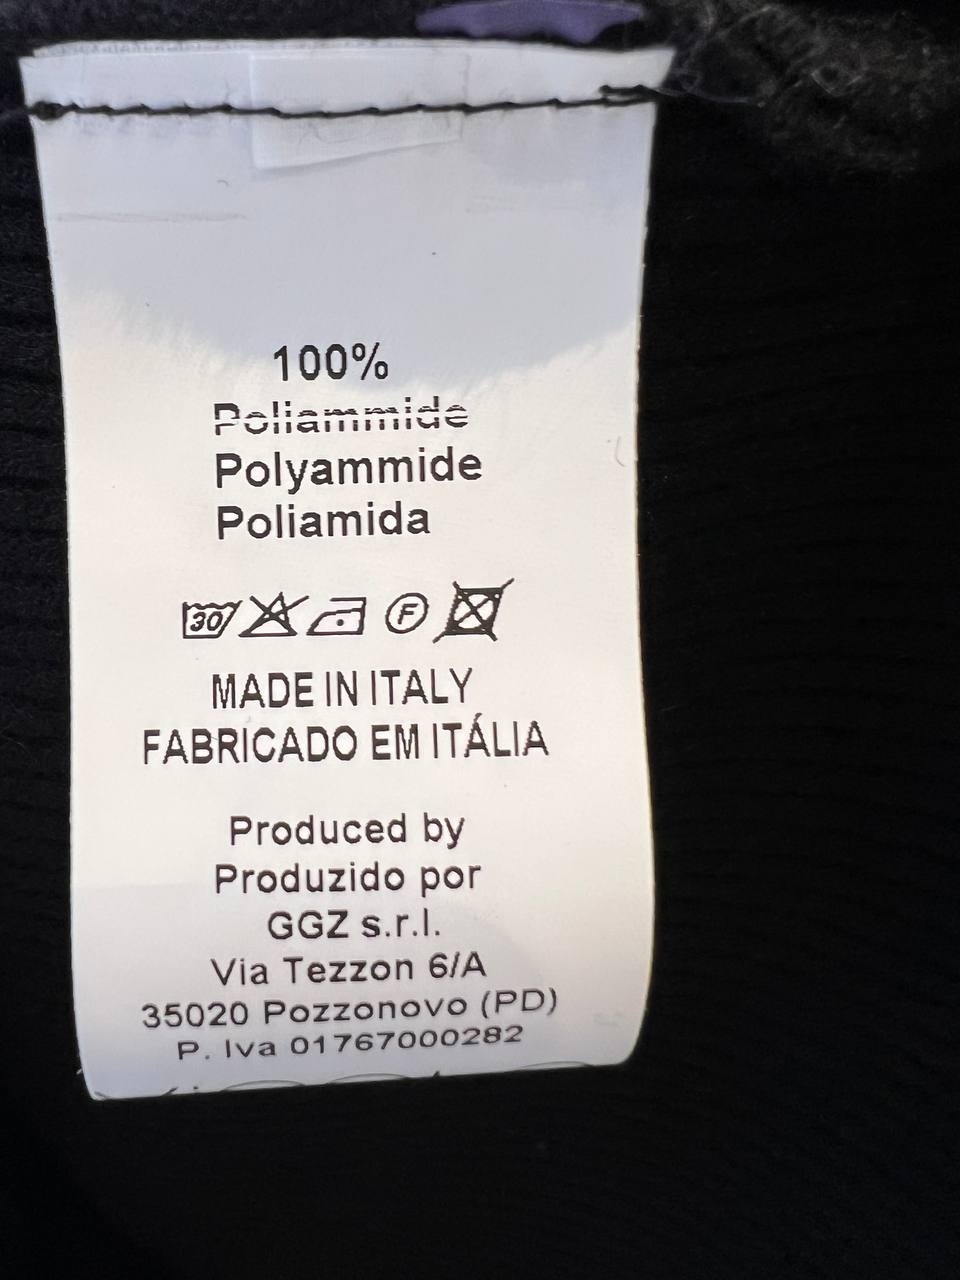 100%
Poliammide
Polyammide
Poliamida
30 F
MADE IN ITALY
FABRICADO EM ITÁLIA
Produced by
Produzido por
GGZ s.r.l.
Via Tezzon 6/A
35020 Pozzonovo (PD)
P. Iva 01767000282